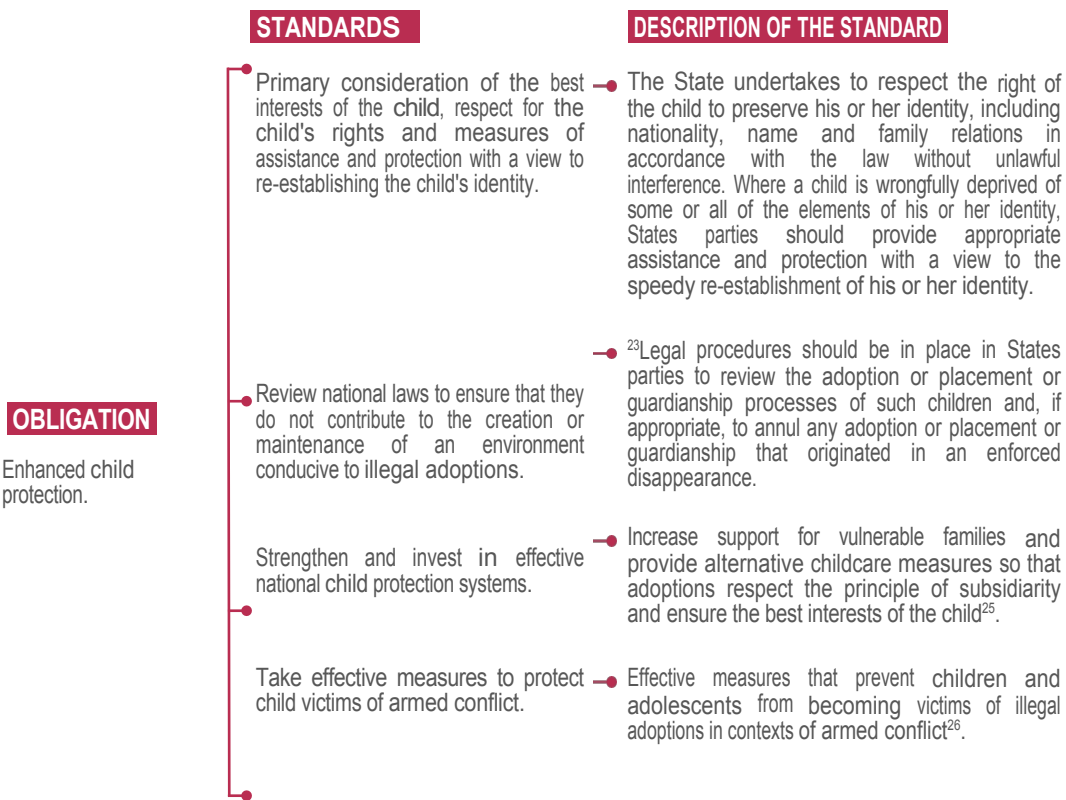 STANDARDS
DESCRIPTION OF THE STANDARD
Primary consideration of the best
interests of the child, respect for the
child's rights and measures of
assistance and protection with a view to
re-establishing the child's identity.
The State undertakes to respect the right of
the child to preserve his or her identity, including
nationality, name and family relations in
accordance with the law without unlawful
interference. Where a child is wrongfully deprived of
some or all of the elements of his or her identity,
States parties should provide appropriate
assistance and protection with a view to the
speedy re-establishment of his or her identity.
OBLIGATION
Enhanced child
protection.
Review national laws to ensure that they
do not contribute to the creation or
maintenance of an environment
conducive to illegal adoptions.
23Legal procedures should be in place in States
parties to review the adoption or placement or
guardianship processes of such children and, if
appropriate, to annul any adoption or placement or
guardianship that originated in an enforced
disappearance.
Strengthen and invest in effective
national child protection systems.
Increase support for vulnerable families and
provide alternative childcare measures so that
adoptions respect the principle of subsidiarity
and ensure the best interests of the child25.
Take effective measures to protect
child victims of armed conflict.
Effective measures that prevent children and
adolescents from becoming victims of illegal
adoptions in contexts of armed conflict26.